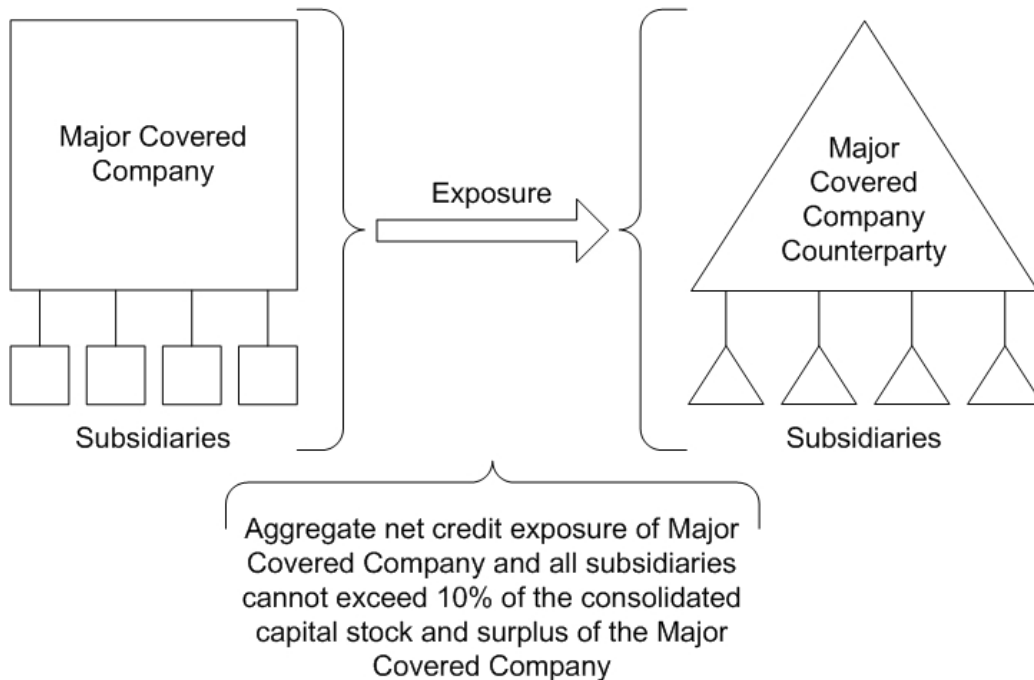 Major Covered
Company
Exposure
Major
Covered
Company
Counterparty
Subsidiaries
Subsidiaries
Aggregate net credit exposure of Major
Covered Company and all subsidiaries
cannot exceed 10% of the consolidated
capital stock and surplus of the Major
Covered Company